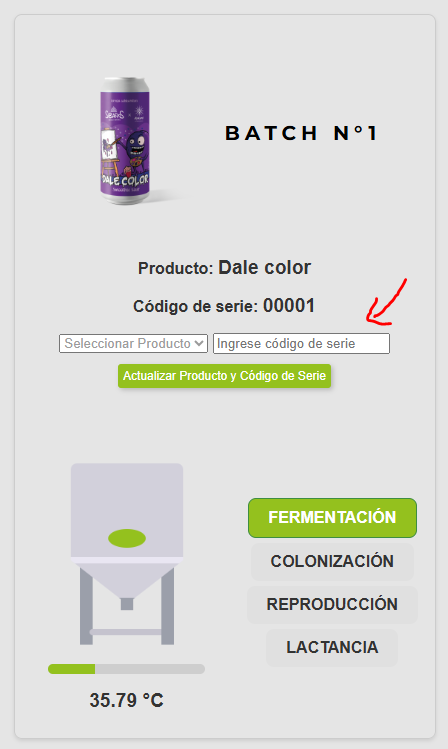 DALE COLOR
BATCH N°1
Producto: Dale color
Código de serie: 00001
Seleccionar Producto Ingrese código de serie
Actualizar Producto y Código de Serie
FERMENTACIÓN
COLONIZACIÓN
REPRODUCCIÓN
LACTANCIA
35.79 °C